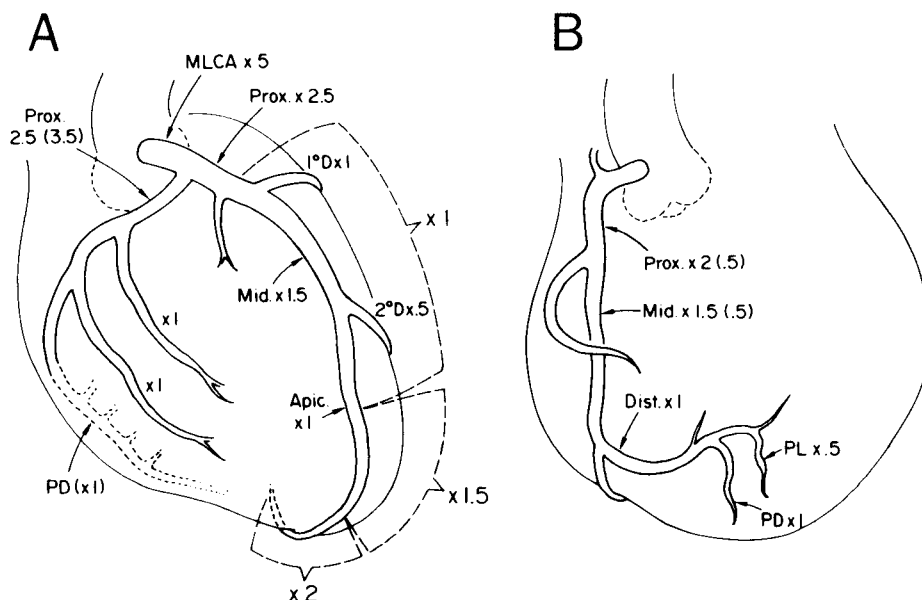 A
B
MLCA x 5
Prox. x 2.5
Prox.
2.5 (3.5)
1°D x 1
x 1
Mid. x 1.5
2°D x .5
x 1
x 1
Apic.
x 1
PD (x 1)
x 1.5
x 2
Prox. x 2 (.5)
Mid. x 1.5 (.5)
Dist. x 1
PL x .5
PD x 1